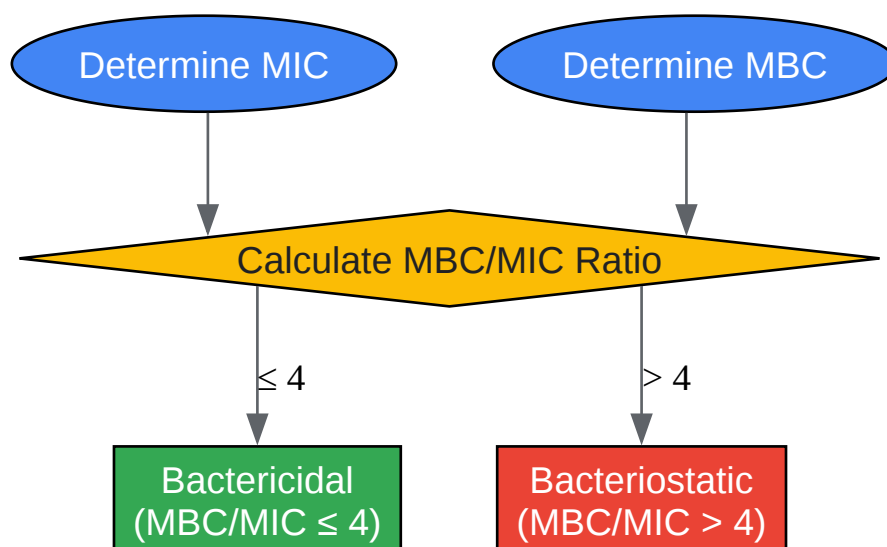 Determine MIC
Determine MBC
Calculate MBC/MIC Ratio
≤ 4
> 4
Bactericidal
(MBC/MIC ≤ 4)
Bacteriostatic
(MBC/MIC > 4)